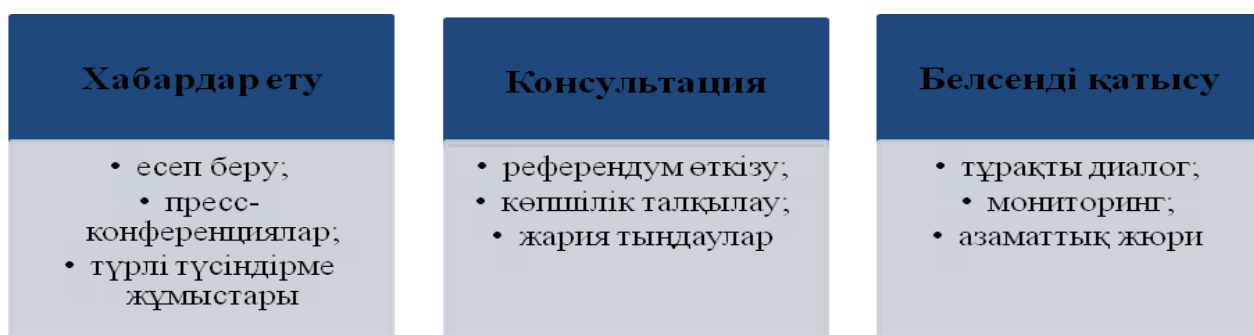 Хабардар ету
• есеп беру;
• пресс-
конференциялар;
• түрлі түсіндірме
жұмыстары
Консультация
• референдум өткізу;
• көпшілік талқылау;
• жария тыңдаулар
Белсенді қатысу
• тұрақты диалог;
• мониторинг;
• азаматтық жюри